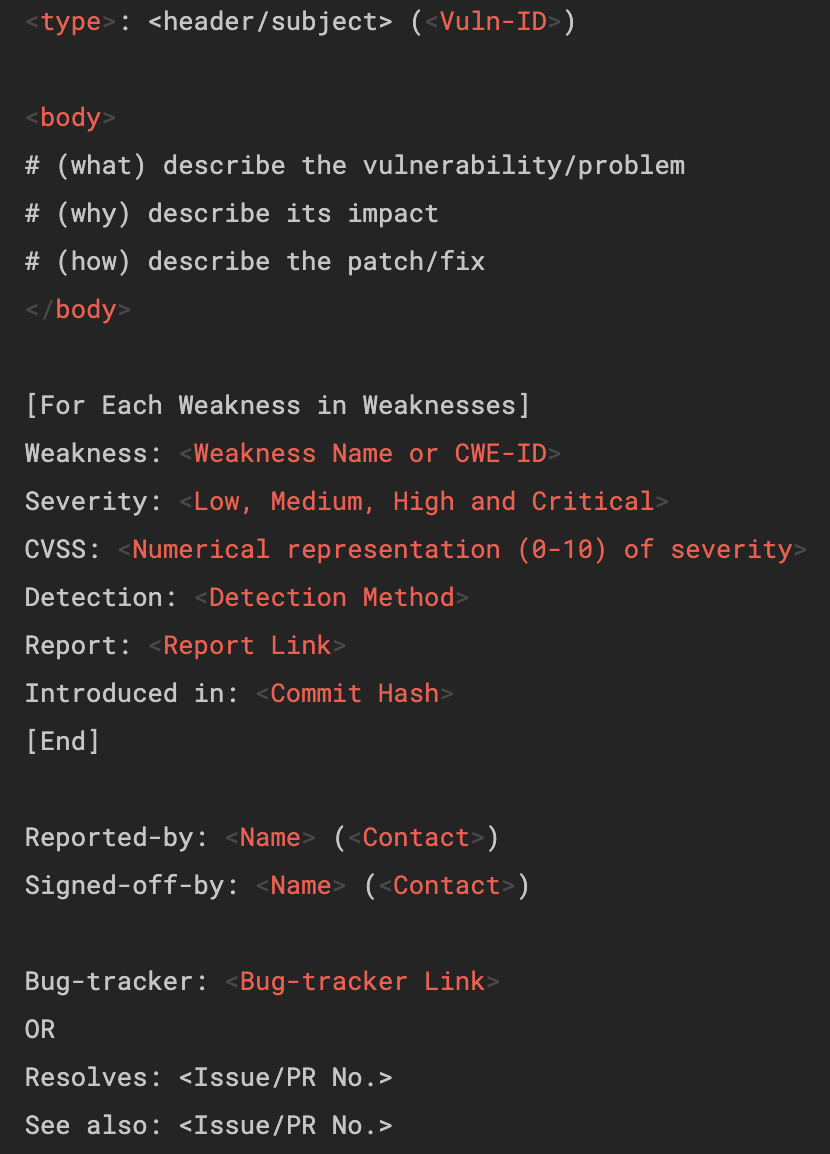 <type>: <header/subject> (<Vuln-ID>)
<body>
# (what) describe the vulnerability/problem
# (why) describe its impact
# (how) describe the patch/fix
</body>
[For Each Weakness in Weaknesses]
Weakness: <Weakness Name or CWE-ID>
Severity: <Low, Medium, High and Critical>
CVSS: <Numerical representation (0-10) of severity>
Detection: <Detection Method>
Report: <Report Link>
Introduced in: <Commit Hash>
[End]
Reported-by: <Name> (<Contact>)
Signed-off-by: <Name> (<Contact>)
Bug-tracker: <Bug-tracker Link>
OR
Resolves: <Issue/PR No.>
See also: <Issue/PR No.>